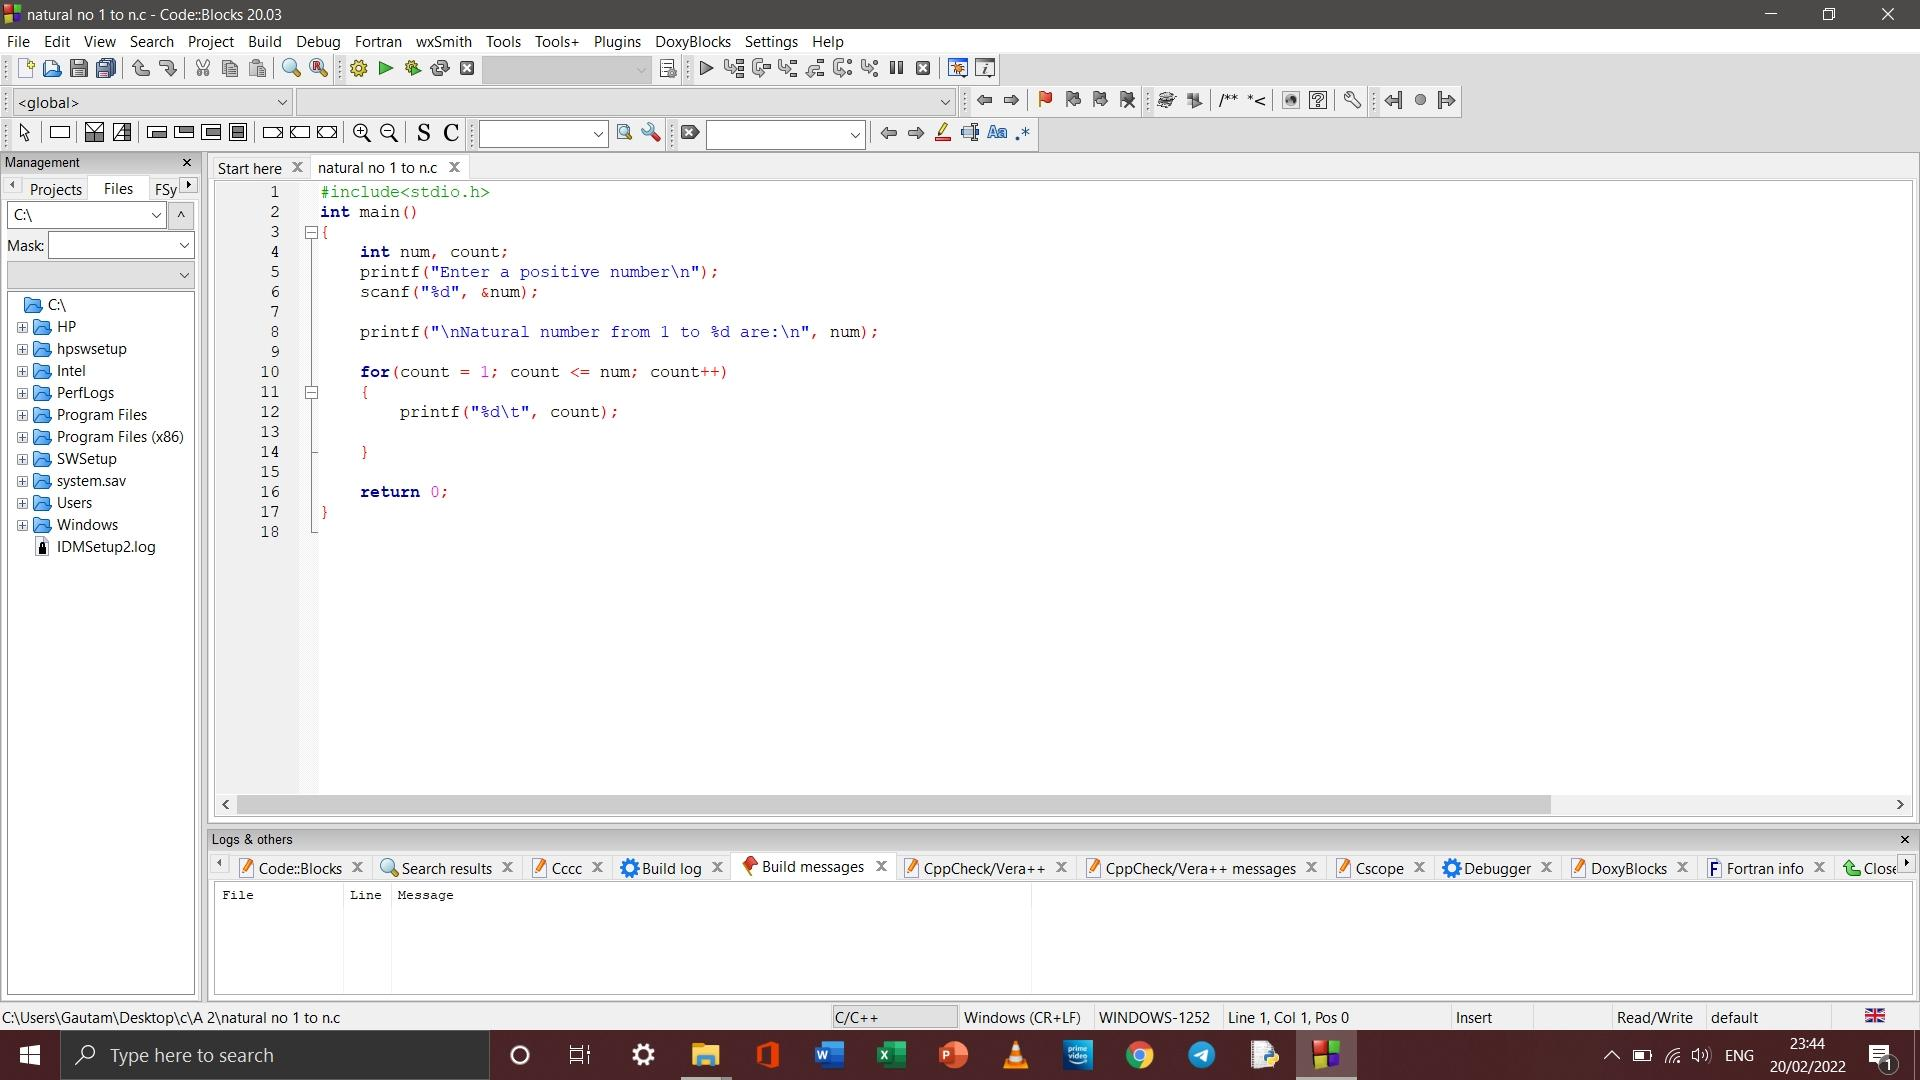 natural no 1 to n.c - Code::Blocks 20.03
File Edit View Search Project Build Debug Fortran wxSmith Tools Tools+ Plugins DoxyBlocks Settings Help
<global>
/** *<
S C
Aa .*
Management
Projects Files FSy
C:\
Mask:
C:\
HP
hpswsetup
Intel
PerfLogs
Program Files
Program Files (x86)
SWSetup
system.sav
Users
Windows
IDMSetup2.log
Start here natural no 1 to n.c
1 #include<stdio.h>
2 int main()
3 {
4 int num, count;
5 printf("Enter a positive number\n");
6 scanf("%d", &num);
7
8 printf("\nNatural number from 1 to %d are:\n", num);
9
10 for(count = 1; count <= num; count++)
11 {
12 printf("%d\t", count);
13
14 }
15
16 return 0;
17 }
18
Logs & others
Code::Blocks Search results Cccc Build log Build messages CppCheck/Vera++ CppCheck/Vera++ messages Cscope Debugger DoxyBlocks Fortran info Close
File Line Message
C:\Users\Gautam\Desktop\c\A 2\natural no 1 to n.c C/C++ Windows (CR+LF) WINDOWS-1252 Line 1, Col 1, Pos 0 Insert Read/Write default
Type here to search
prime video
ENG
23:44
20/02/2022
1